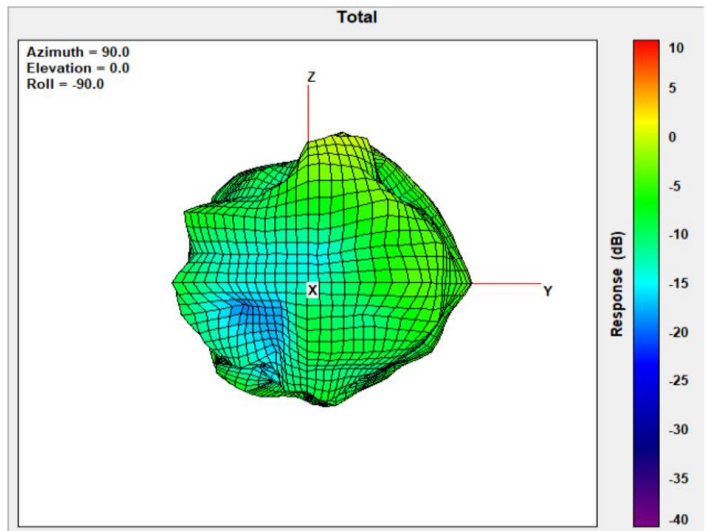 Total
Azimuth = 90.0
Elevation = 0.0
Roll = -90.0
Z
X
Y
10
5
0
-5
-10
-15
-20
-25
-30
-35
-40
Response (dB)